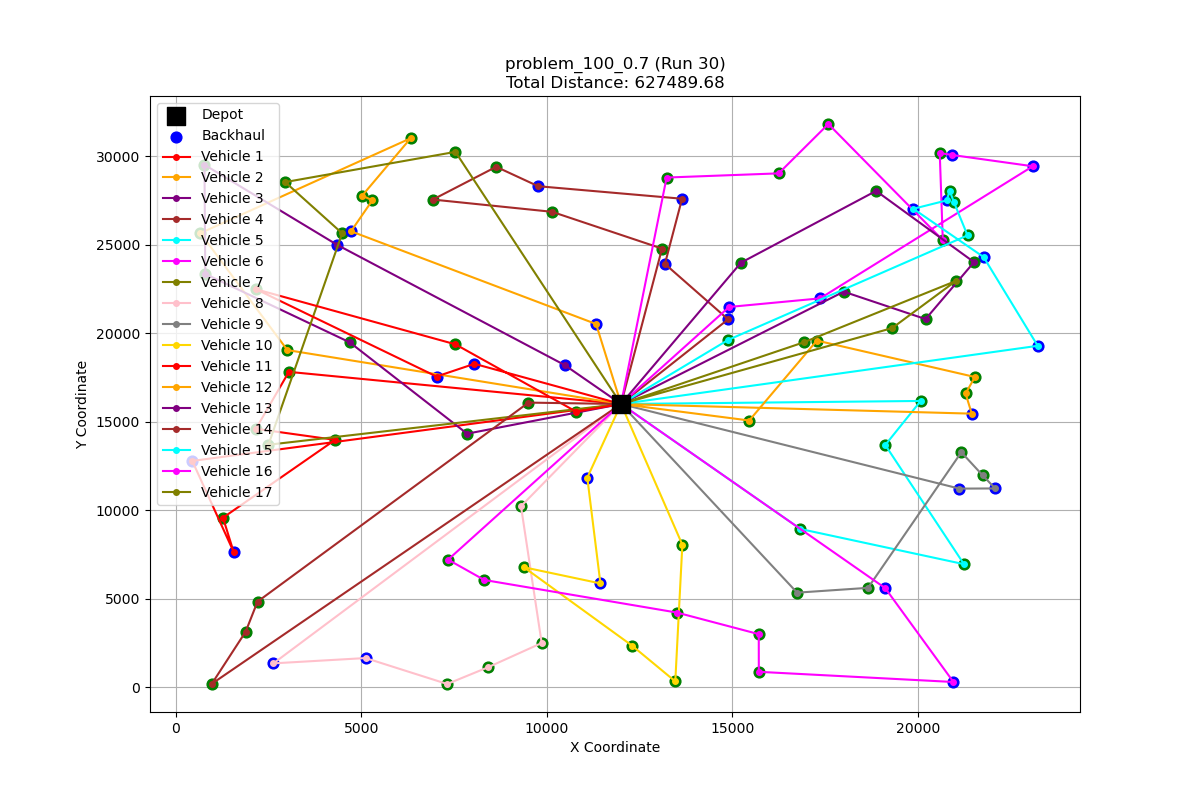 problem_100_0.7 (Run 30)
Total Distance: 627489.68
Depot
Backhaul
Vehicle 1
Vehicle 2
Vehicle 3
Vehicle 4
Vehicle 5
Vehicle 6
Vehicle 7
Vehicle 8
Vehicle 9
Vehicle 10
Vehicle 11
Vehicle 12
Vehicle 13
Vehicle 14
Vehicle 15
Vehicle 16
Vehicle 17
30000
25000
20000
15000
10000
5000
0
Y Coordinate
0 5000 10000 15000 20000
X Coordinate